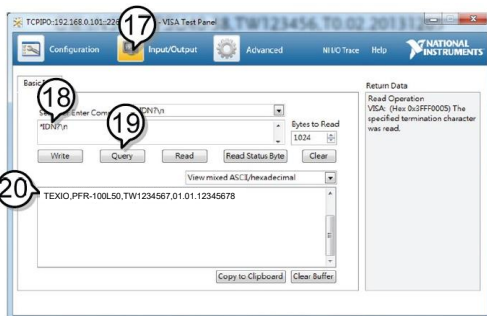 TCPIP0::192.168.0.101::226 - VISA Test Panel
17
Configuration Input/Output Advanced NI I/O Trace Help NATIONAL INSTRUMENTS
Basic
18
Enter Com IDN?\n
*IDN?\n
19
Bytes to Read
1024
Write Query Read Read Status Byte Clear
View mixed ASCII/hexadecimal
20
TEXIO,PFR-100L50,TW1234567,01.01.12345678
Copy to Clipboard Clear Buffer
Return Data
Read Operation
VISA: (Hex 0x3FFF0005) The
specified termination character
was read.